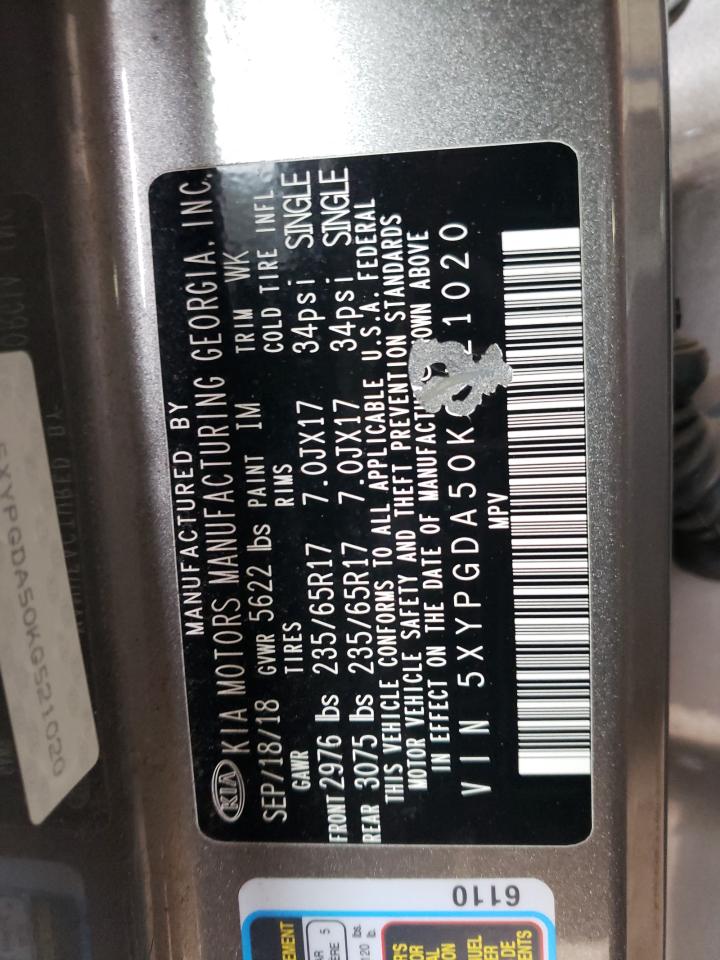 MANUFACTURED BY
KIA KIA MOTORS MANUFACTURING GEORGIA, INC.
SEP/18/18 GVWR 5622 lbs PAINT IM TRIM WK
GAWR TIRES RIMS COLD TIRE INFL
FRONT 2976 lbs 235/65R17 7.0JX17 34psi SINGLE
REAR 3075 lbs 235/65R17 7.0JX17 34psi SINGLE
THIS VEHICLE CONFORMS TO ALL APPLICABLE U.S.A. FEDERAL
MOTOR VEHICLE SAFETY AND THEFT PREVENTION STANDARDS
IN EFFECT ON THE DATE OF ABOVE
VIN 5XYPGDA50K 21020
MPV
5XYPGDA50KG521020
6110